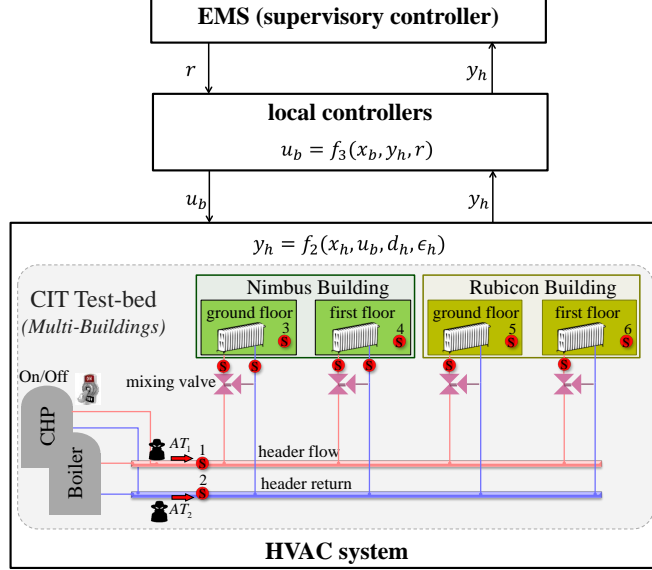 EMS (supervisory controller)
r
y_h
local controllers
u_b = f_3(x_b, y_h, r)
u_b
y_h
y_h = f_2(x_h, u_b, d_h, ϵ_h)
CIT Test-bed
(Multi-Buildings)
Nimbus Building
Rubicon Building
ground floor
3
S
first floor
4
S
ground floor
5
S
first floor
6
S
S
S
S
S
S
S
mixing valve
On/Off
CHP
Boiler
AT_1
1
S
header flow
2
S
header return
AT_2
HVAC system